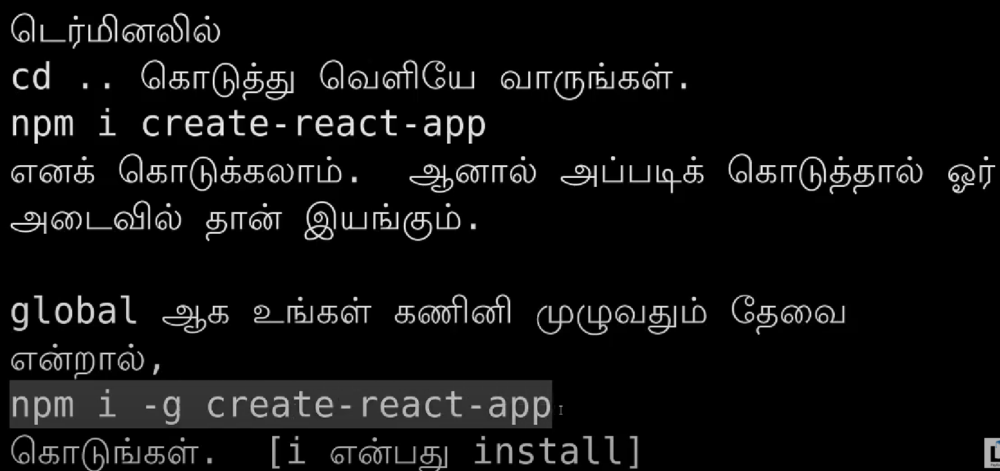 டெர்மினலில்
cd .. கொடுத்து வெளியே வாருங்கள்.
npm i create-react-app
எனக் கொடுக்கலாம். ஆனால் அப்படிக் கொடுத்தால் ஓர்
அடைவில் தான் இயங்கும்.
global ஆக உங்கள் கணினி முழுவதும் தேவை
என்றால்,
npm i -g create-react-app
கொடுங்கள். [i என்பது install]